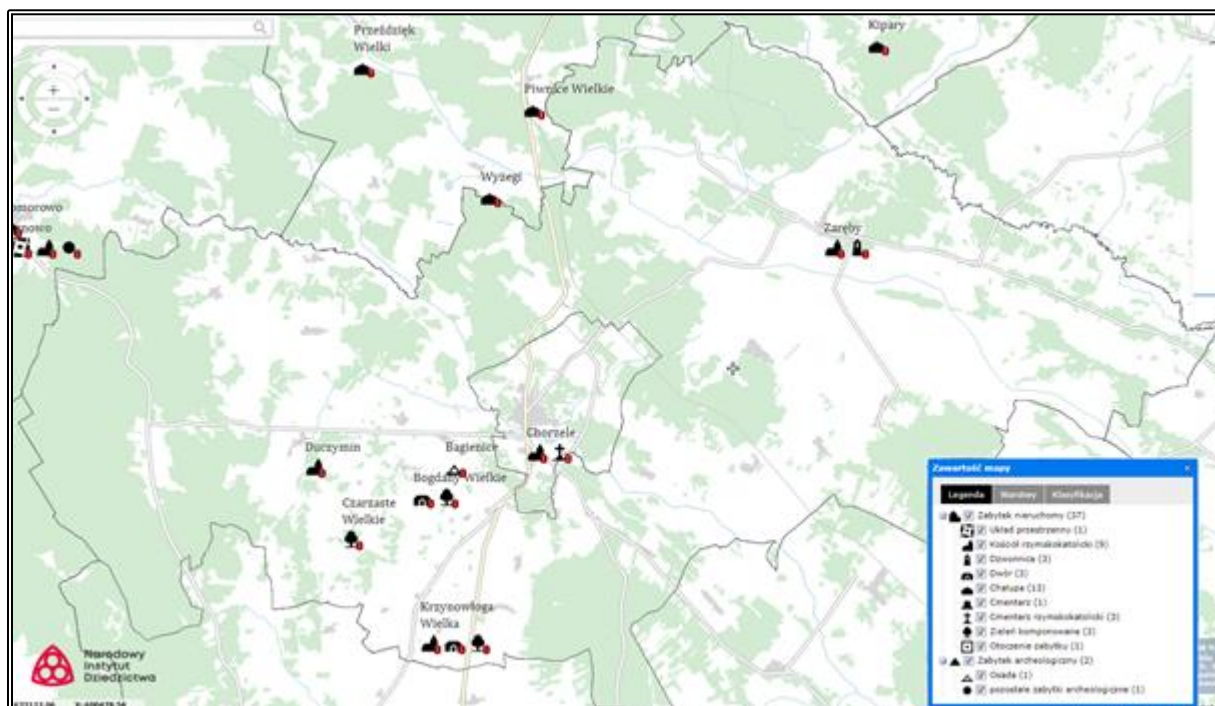 Przeździęk
Wielki
Kipary
Piwnice Wielkie
Wyżegi
omorowo
Zaręby
Duczymin
Bagienice
Chorzele
Bogdany Wielkie
Czarzaste
Wielkie
Krzynowłoga
Wielka
Narodowy
Instytut
Dziedzictwa
Zawartość mapy
Legenda Warstwy Klasyfikacja
Zabytek nieruchomy (37)
Układ przestrzenny (1)
Kościół rzymskokatolicki (9)
Dzwonnica (3)
Dwór (3)
Chałupa (13)
Cmentarz (1)
Cmentarz rzymskokatolicki (3)
Zieleń komponowana (3)
Otoczenie zabytku (1)
Zabytek archeologiczny (2)
Osada (1)
pozostałe zabytki archeologiczne (1)